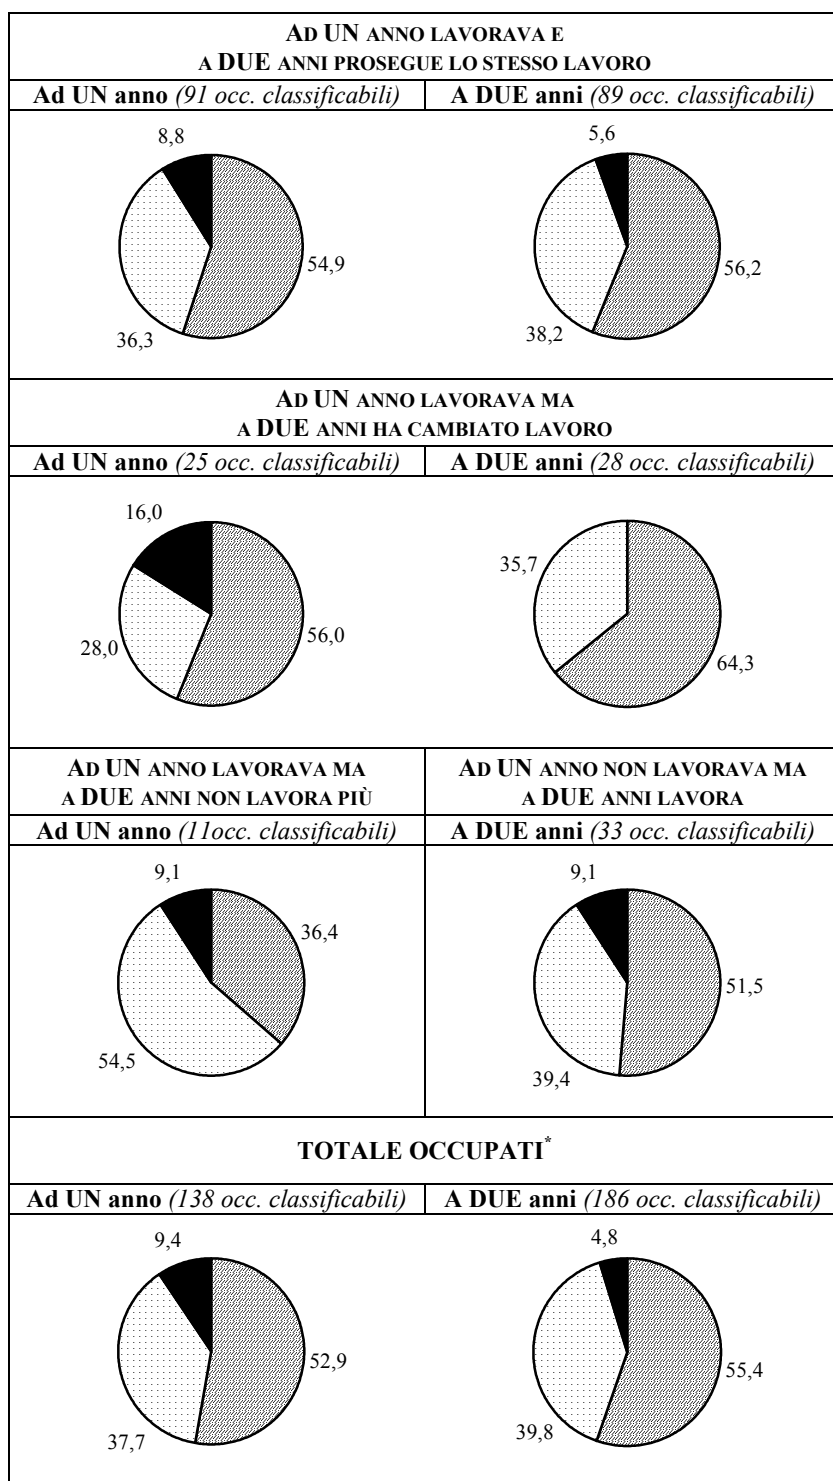 AD UN ANNO LAVORAVA E
A DUE ANNI PROSEGUE LO STESSO LAVORO
Ad UN anno (91 occ. classificabili)
A DUE anni (89 occ. classificabili)
8,8
54,9
36,3
5,6
56,2
38,2
AD UN ANNO LAVORAVA MA
A DUE ANNI HA CAMBIATO LAVORO
Ad UN anno (25 occ. classificabili)
A DUE anni (28 occ. classificabili)
16,0
56,0
28,0
35,7
64,3
AD UN ANNO LAVORAVA MA
A DUE ANNI NON LAVORA PIÙ
AD UN ANNO NON LAVORAVA MA
A DUE ANNI LAVORA
Ad UN anno (11occ. classificabili)
A DUE anni (33 occ. classificabili)
9,1
36,4
54,5
9,1
51,5
39,4
TOTALE OCCUPATI*
Ad UN anno (138 occ. classificabili)
A DUE anni (186 occ. classificabili)
9,4
52,9
37,7
4,8
55,4
39,8